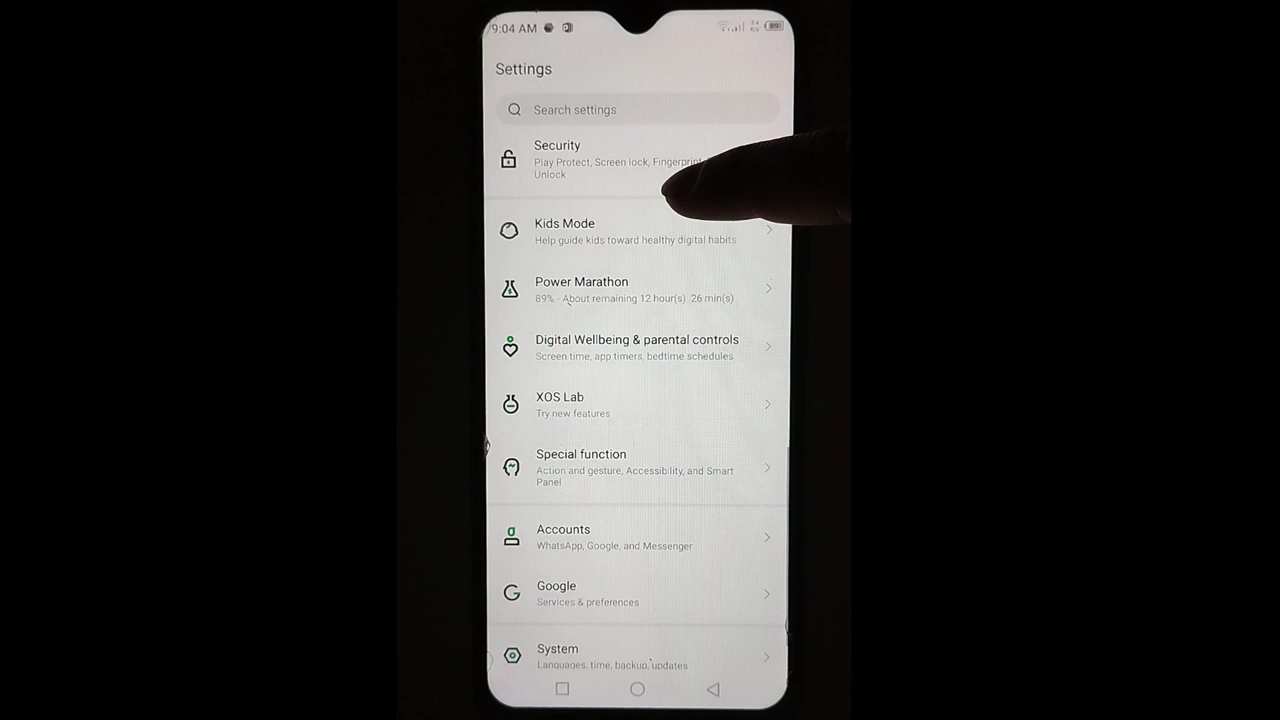 9:04 AM
89
Settings
Search settings
Security
Play Protect, Screen lock, Fingerprint
Unlock
Kids Mode
Help guide kids toward healthy digital habits
Power Marathon
89% - About remaining 12 hour(s) 26 min(s)
Digital Wellbeing & parental controls
Screen time, app timers, bedtime schedules
XOS Lab
Try new features
Special function
Action and gesture, Accessibility, and Smart
Panel
Accounts
WhatsApp, Google, and Messenger
Google
Services & preferences
System
Languages, time, backup, updates